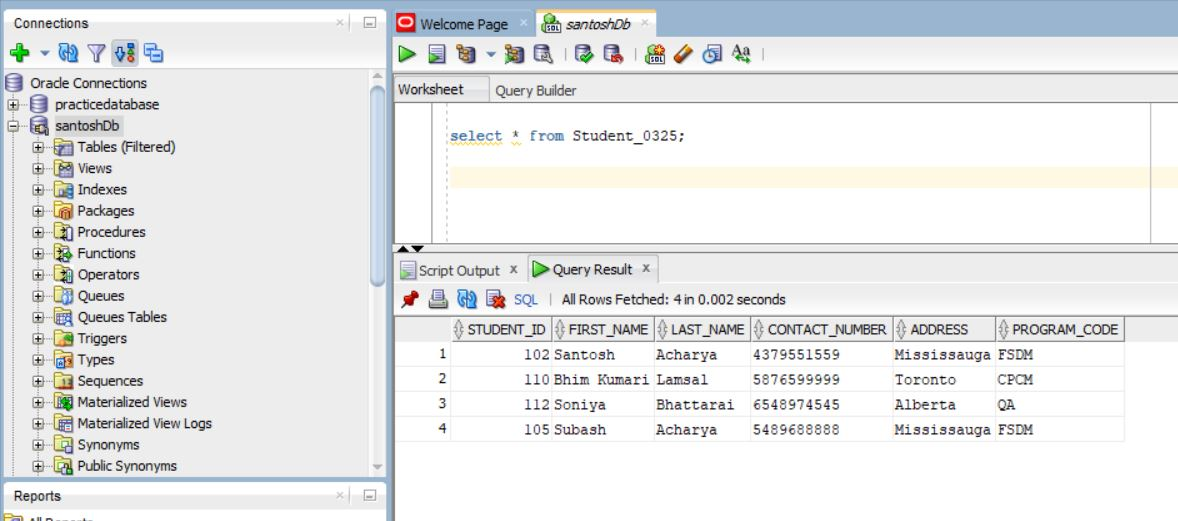 Connections
Oracle Connections
practicedatabase
santoshDb
Tables (Filtered)
Views
Indexes
Packages
Procedures
Functions
Operators
Queues
Queues Tables
Triggers
Types
Sequences
Materialized Views
Materialized View Logs
Synonyms
Public Synonyms
Reports
All Reports
Welcome Page santoshDb
Worksheet Query Builder
select * from Student_0325;
Script Output x Query Result x
SQL | All Rows Fetched: 4 in 0.002 seconds
STUDENT_ID FIRST_NAME LAST_NAME CONTACT_NUMBER ADDRESS PROGRAM_CODE
1 102 Santosh Acharya 4379551559 Mississauga FSDM
2 110 Bhim Kumari Lamsal 5876599999 Toronto CPCM
3 112 Soniya Bhattarai 6548974545 Alberta QA
4 105 Subash Acharya 5489688888 Mississauga FSDM